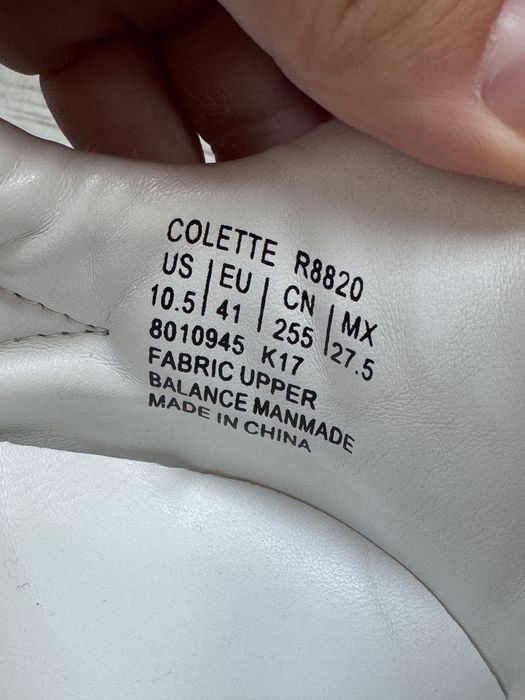 COLETTE R8820
US | EU | CN | MX
10.5 | 41 | 255 | 27.5
8010945 K17
FABRIC UPPER
BALANCE MANMADE
MADE IN CHINA